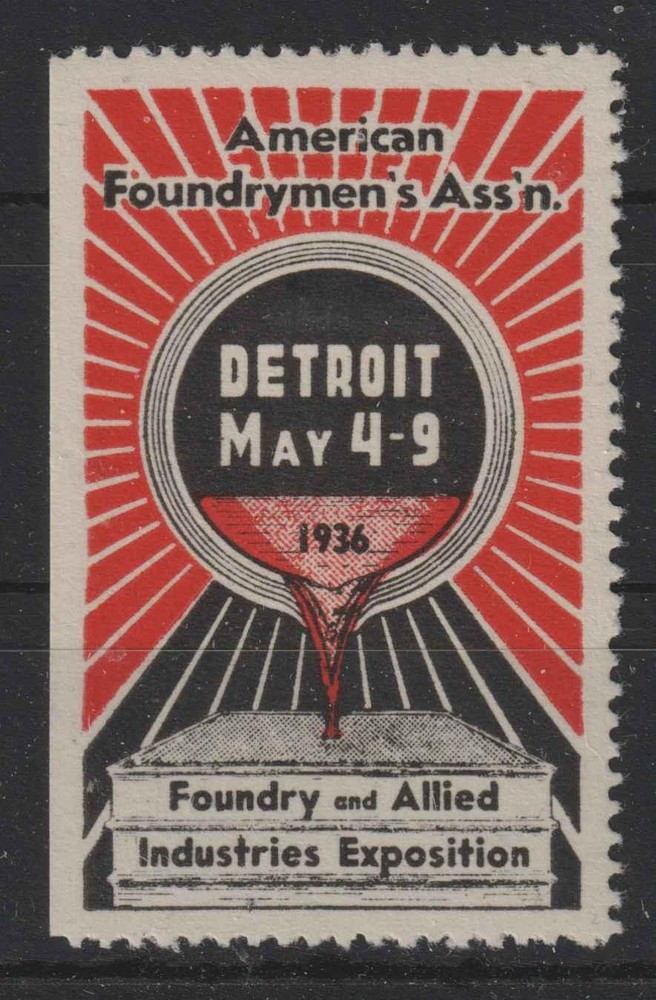 American
Foundrymen's Ass'n.
DETROIT
MAY 4-9
1936
Foundry and Allied
Industries Exposition